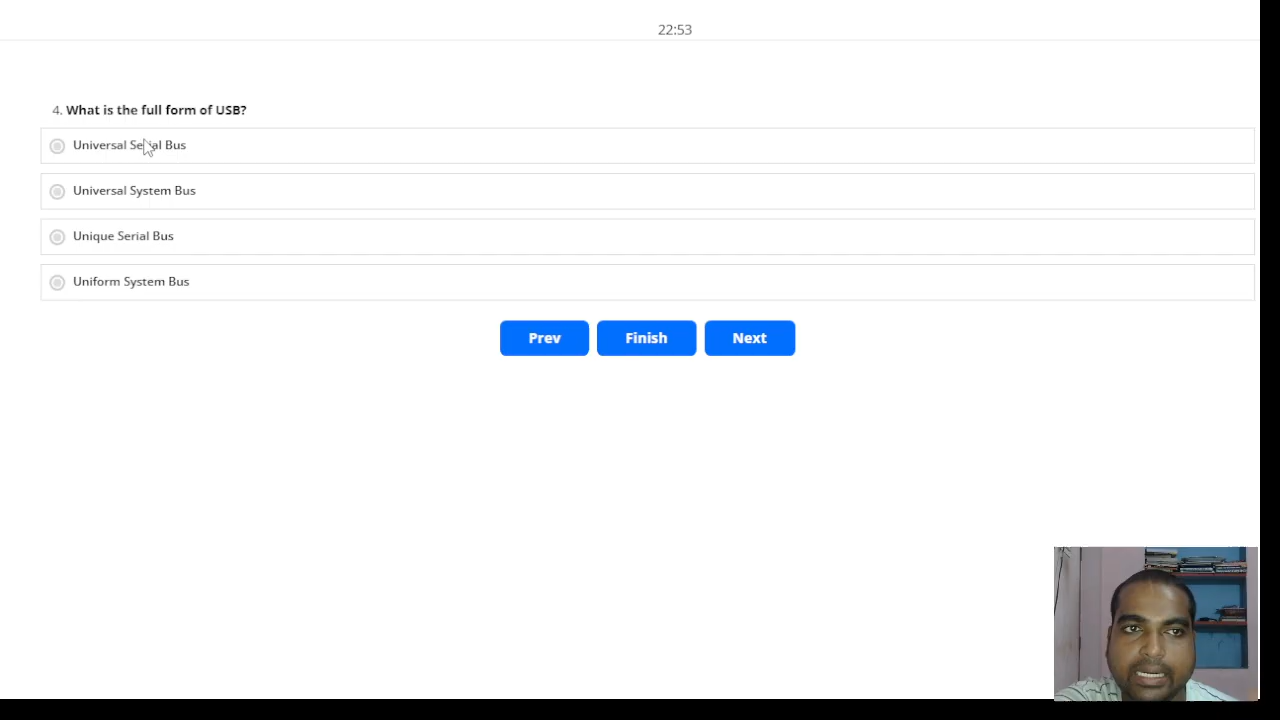 22:53
4. What is the full form of USB?
Universal Serial Bus
Universal System Bus
Unique Serial Bus
Uniform System Bus
Prev Finish Next